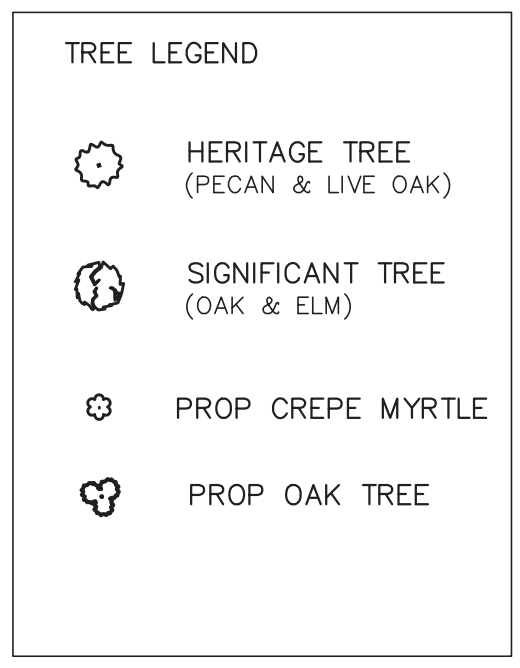 TREE LEGEND
HERITAGE TREE
(PECAN & LIVE OAK)
SIGNIFICANT TREE
(OAK & ELM)
PROP CREPE MYRTLE
PROP OAK TREE